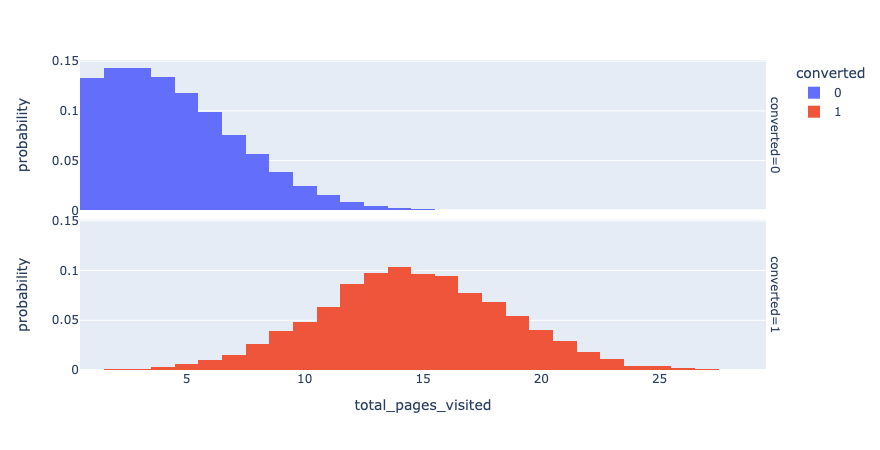 probability
0.15
0.1
0.05
0
converted=0
probability
0.15
0.1
0.05
0
converted=1
5 10 15 20 25
total_pages_visited
converted
0
1